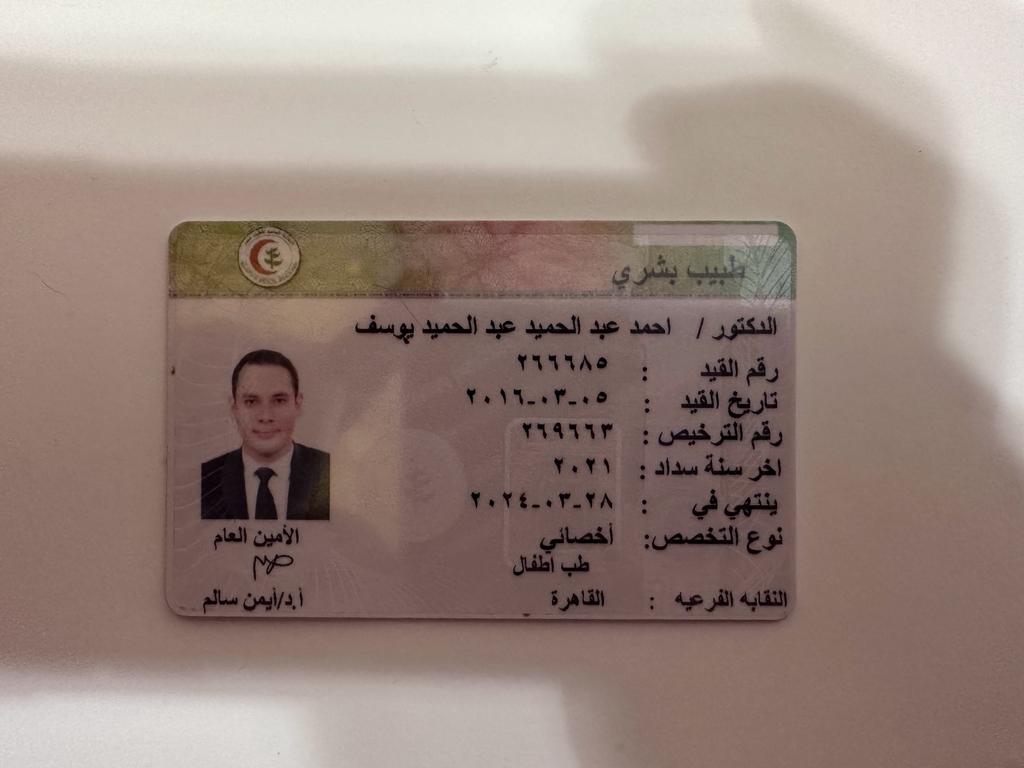 طبيب بشري
الدكتور / احمد عبد الحميد عبد الحميد يوسف
رقم القيد : ٢٦٦٦٨٥
تاريخ القيد : ٢٠١٦-٠٣-٠٥
رقم الترخيص : ٢٦٩٦٦٣
اخر سنة سداد : ٢٠٢١
ينتهي في : ٢٠٢٤-٠٣-٢٨
نوع التخصص: أخصائي
طب اطفال
النقابه الفرعيه : القاهرة
الأمين العام
أ.د/أيمن سالم